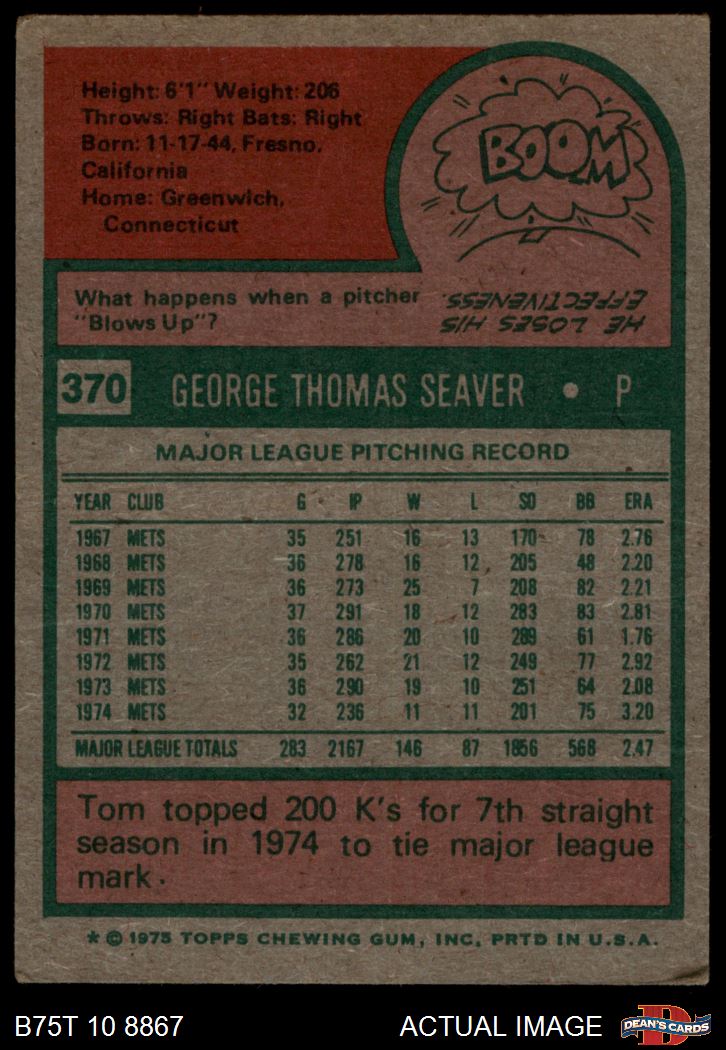 Height: 6'1" Weight: 206
Throws: Right Bats: Right
Born: 11-17-44, Fresno,
California
Home: Greenwich,
Connecticut
BOOM
What happens when a pitcher
"Blows Up"?
HE LOSES HIS
EFFECTIVENESS.
370 GEORGE THOMAS SEAVER • P
MAJOR LEAGUE PITCHING RECORD
YEAR CLUB G IP W L SO BB ERA
1967 METS 35 251 16 13 170 78 2.76
1968 METS 36 278 16 12 205 48 2.20
1969 METS 36 273 25 7 208 82 2.21
1970 METS 37 291 18 12 283 83 2.81
1971 METS 36 286 20 10 289 61 1.76
1972 METS 35 262 21 12 249 77 2.92
1973 METS 36 290 19 10 251 64 2.08
1974 METS 32 236 11 11 201 75 3.20
MAJOR LEAGUE TOTALS 283 2167 146 87 1856 568 2.47
Tom topped 200 K's for 7th straight
season in 1974 to tie major league
mark.
* © 1975 TOPPS CHEWING GUM, INC. PRTD IN U.S.A.
B75T 10 8867 ACTUAL IMAGE
D DEAN'S CARDS